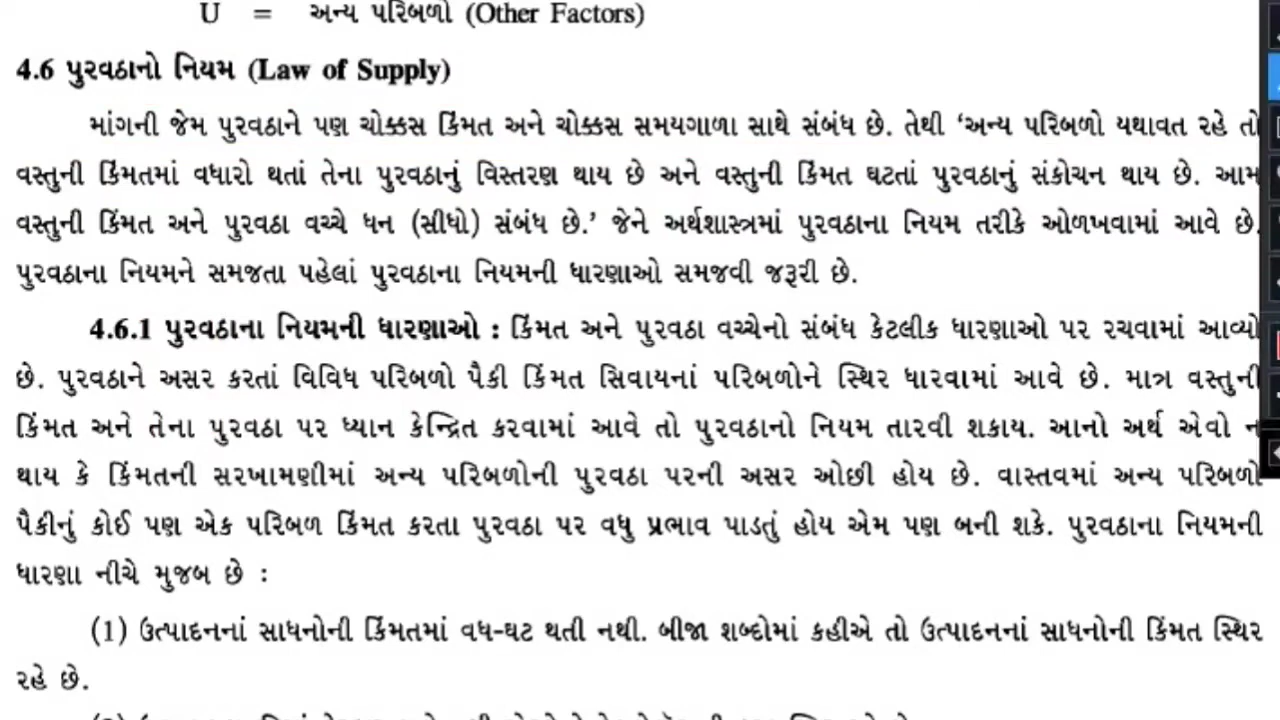 U = અન્ય પરિબળો (Other Factors)
4.6 પુરવઠાનો નિયમ (Law of Supply)
માંગની જેમ પુરવઠાને પણ ચોક્કસ કિંમત અને ચોક્કસ સમયગાળા સાથે સંબંધ છે. તેથી ‘અન્ય પરિબળો યથાવત રહે તો
વસ્તુની કિંમતમાં વધારો થતાં તેના પુરવઠાનું વિસ્તરણ થાય છે અને વસ્તુની કિંમત ઘટતાં પુરવઠાનું સંકોચન થાય છે. આમ
વસ્તુની કિંમત અને પુરવઠા વચ્ચે ધન (સીધો) સંબંધ છે.’ જેને અર્થશાસ્ત્રમાં પુરવઠાના નિયમ તરીકે ઓળખવામાં આવે છે.
પુરવઠાના નિયમને સમજતા પહેલાં પુરવઠાના નિયમની ધારણાઓ સમજવી જરૂરી છે.
4.6.1 પુરવઠાના નિયમની ધારણાઓ : કિંમત અને પુરવઠા વચ્ચેનો સંબંધ કેટલીક ધારણાઓ પર રચવામાં આવ્યો
છે. પુરવઠાને અસર કરતાં વિવિધ પરિબળો પૈકી કિંમત સિવાયનાં પરિબળોને સ્થિર ધારવામાં આવે છે. માત્ર વસ્તુની
કિંમત અને તેના પુરવઠા પર ધ્યાન કેન્દ્રિત કરવામાં આવે તો પુરવઠાનો નિયમ તારવી શકાય. આનો અર્થ એવો ન
થાય કે કિંમતની સરખામણીમાં અન્ય પરિબળોની પુરવઠા પરની અસર ઓછી હોય છે. વાસ્તવમાં અન્ય પરિબળો
પૈકીનું કોઈ પણ એક પરિબળ કિંમત કરતા પુરવઠા પર વધુ પ્રભાવ પાડતું હોય એમ પણ બની શકે. પુરવઠાના નિયમની
ધારણા નીચે મુજબ છે :
(1) ઉત્પાદનનાં સાધનોની કિંમતમાં વધ-ઘટ થતી નથી. બીજા શબ્દોમાં કહીએ તો ઉત્પાદનનાં સાધનોની કિંમત સ્થિર
રહે છે.